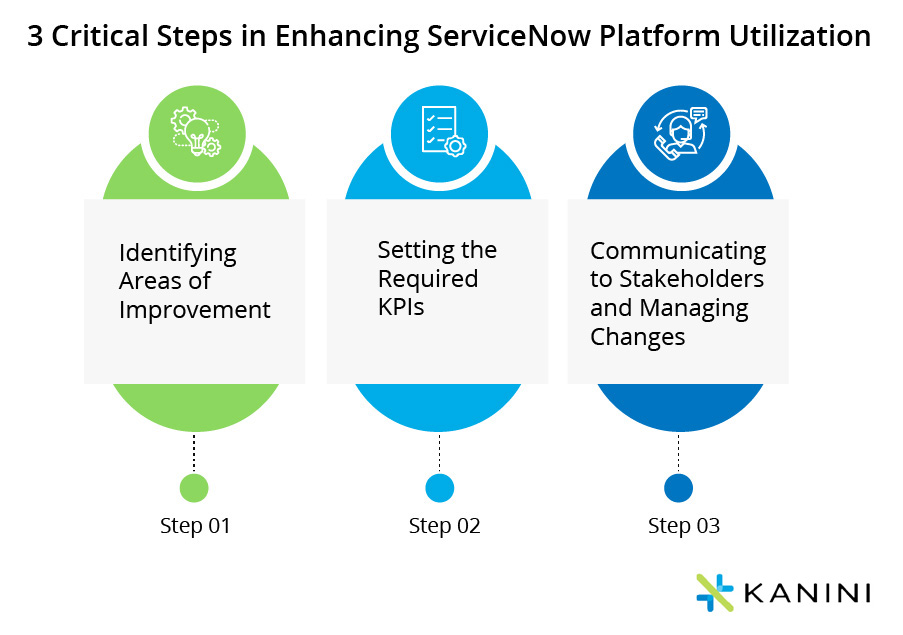 3 Critical Steps in Enhancing ServiceNow Platform Utilization
Identifying
Areas of
Improvement
Setting the
Required
KPIs
Communicating
to Stakeholders
and Managing
Changes
Step 01
Step 02
Step 03
KANINI